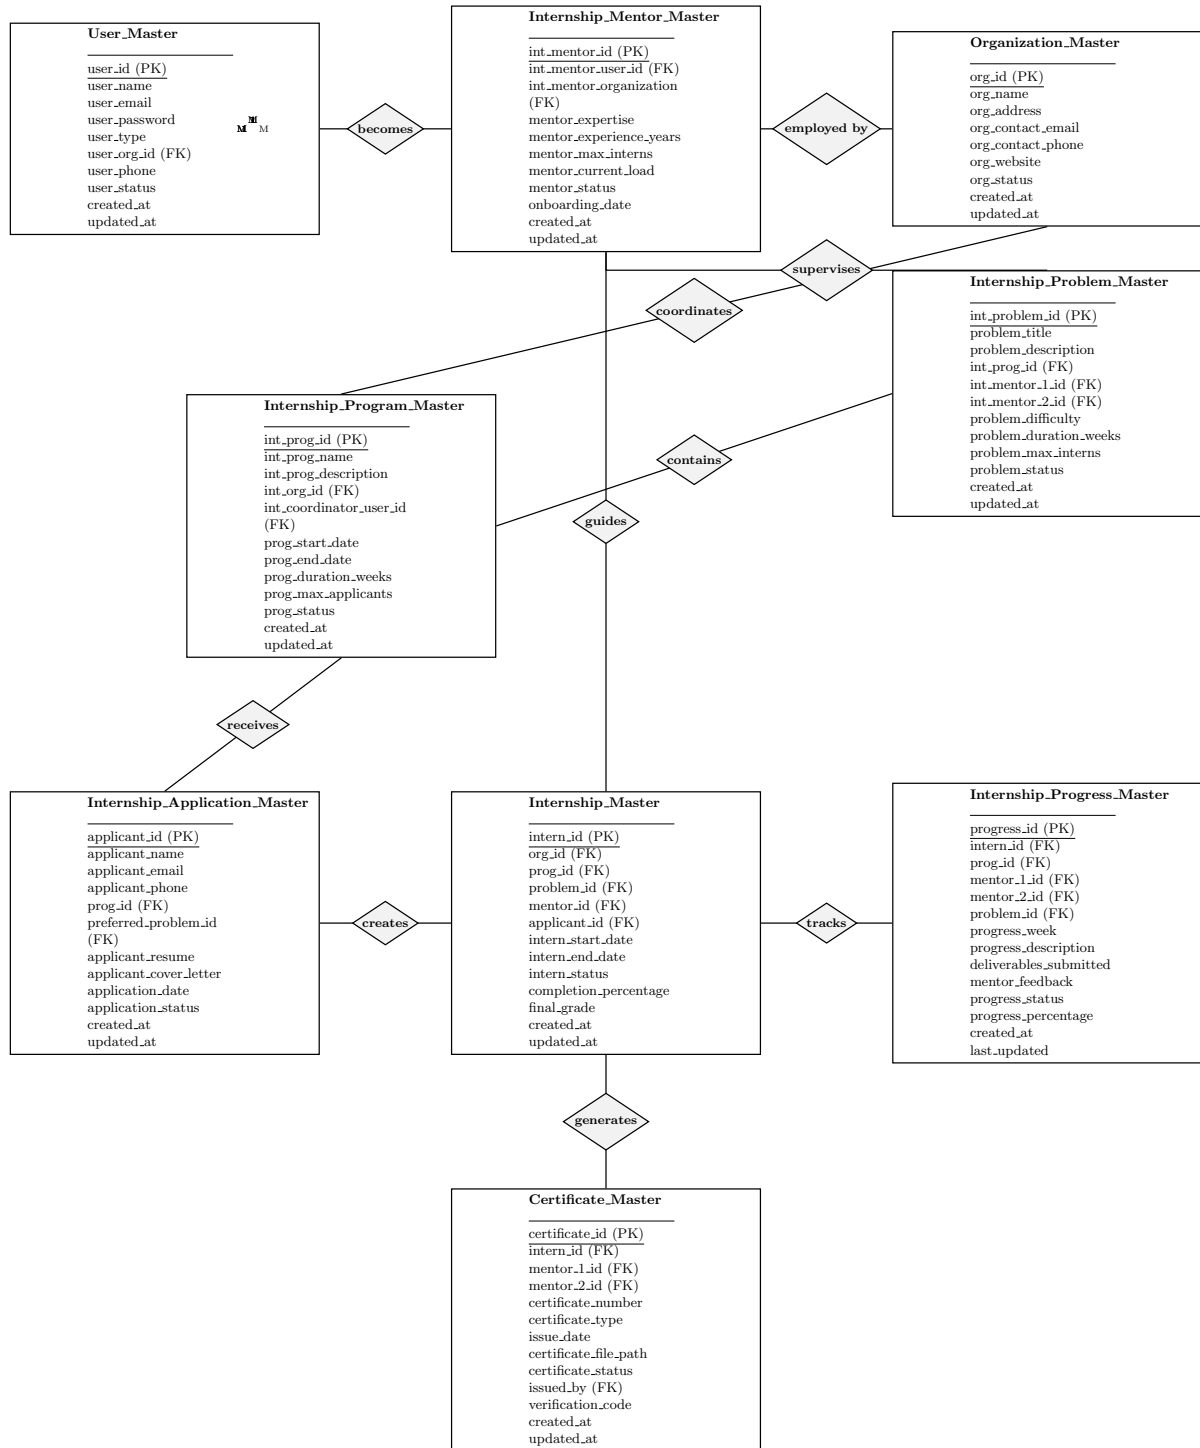 User_Master
user_id (PK)
user_name
user_email
user_password
user_type
user_org_id (FK)
user_phone
user_status
created_at
updated_at
becomes
Internship_Mentor_Master
int_mentor_id (PK)
int_mentor_user_id (FK)
int_mentor_organization
(FK)
mentor_expertise
mentor_experience_years
mentor_max_interns
mentor_current_load
mentor_status
onboarding_date
created_at
updated_at
employed by
Organization_Master
org_id (PK)
org_name
org_address
org_contact_email
org_contact_phone
org_website
org_status
created_at
updated_at
supervises
coordinates
Internship_Problem_Master
int_problem_id (PK)
problem_title
problem_description
int_prog_id (FK)
int_mentor_1_id (FK)
int_mentor_2_id (FK)
problem_difficulty
problem_duration_weeks
problem_max_interns
problem_status
created_at
updated_at
Internship_Program_Master
int_prog_id (PK)
int_prog_name
int_prog_description
int_org_id (FK)
int_coordinator_user_id
(FK)
prog_start_date
prog_end_date
prog_duration_weeks
prog_max_applicants
prog_status
created_at
updated_at
contains
guides
receives
Internship_Application_Master
applicant_id (PK)
applicant_name
applicant_email
applicant_phone
prog_id (FK)
preferred_problem_id
(FK)
applicant_resume
applicant_cover_letter
application_date
application_status
created_at
updated_at
creates
Internship_Master
intern_id (PK)
org_id (FK)
prog_id (FK)
problem_id (FK)
mentor_id (FK)
applicant_id (FK)
intern_start_date
intern_end_date
intern_status
completion_percentage
final_grade
created_at
updated_at
tracks
Internship_Progress_Master
progress_id (PK)
intern_id (FK)
prog_id (FK)
mentor_1_id (FK)
mentor_2_id (FK)
problem_id (FK)
progress_week
progress_description
deliverables_submitted
mentor_feedback
progress_status
progress_percentage
created_at
last_updated
generates
Certificate_Master
certificate_id (PK)
intern_id (FK)
mentor_1_id (FK)
mentor_2_id (FK)
certificate_number
certificate_type
issue_date
certificate_file_path
certificate_status
issued_by (FK)
verification_code
created_at
updated_at